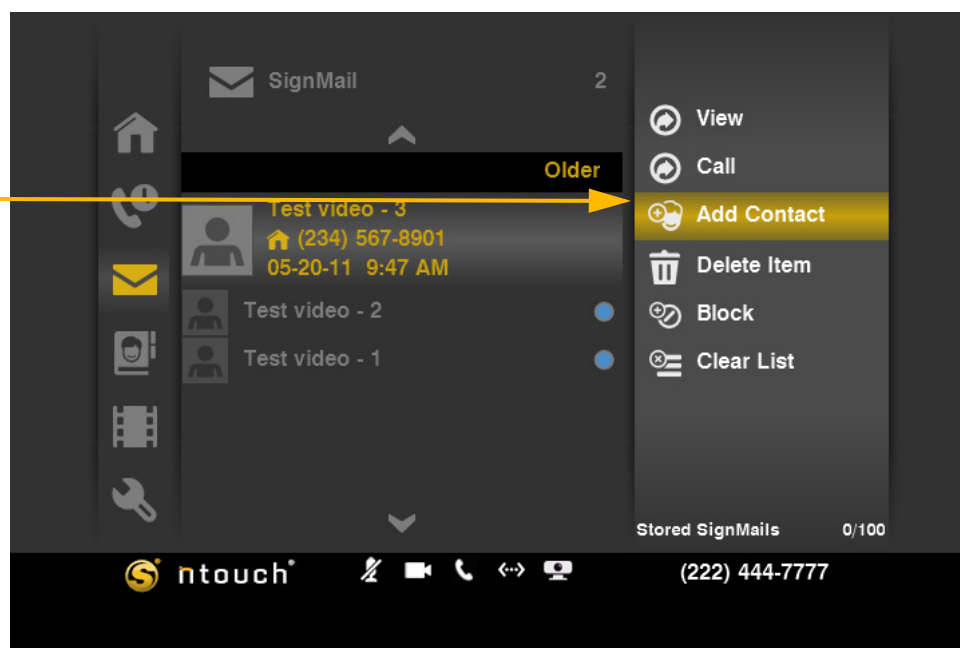 SignMail 2
Older
Test video - 3
(234) 567-8901
05-20-11 9:47 AM
Test video - 2
Test video - 1
View
Call
Add Contact
Delete Item
Block
Clear List
Stored SignMails 0/100
S ntouch (222) 444-7777